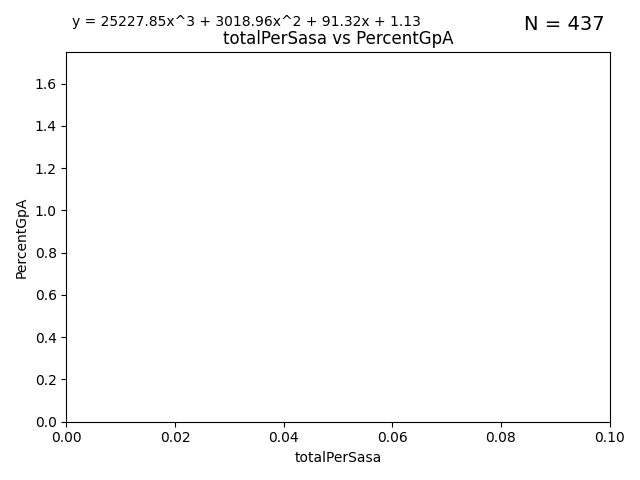 y = 25227.85x^3 + 3018.96x^2 + 91.32x + 1.13
N = 437
totalPerSasa vs PercentGpA
1.6
1.4
1.2
1.0
0.8
0.6
0.4
0.2
0.0
PercentGpA
0.00 0.02 0.04 0.06 0.08 0.10
totalPerSasa